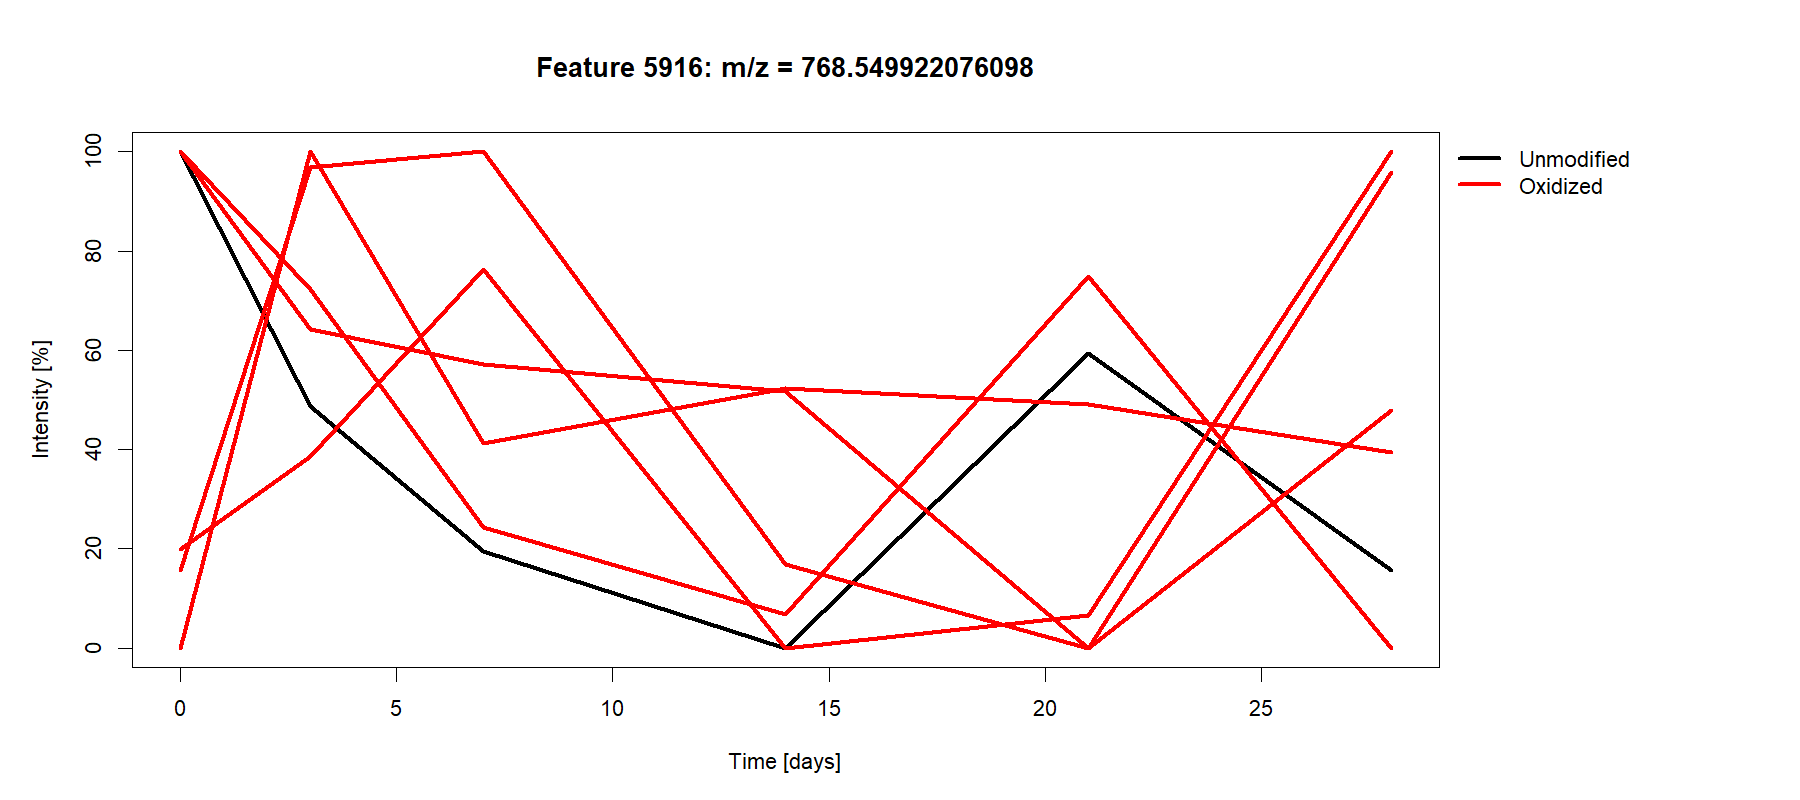 Feature 5916: m/z = 768.549922076098
Unmodified
Oxidized
100
80
60
40
20
0
Intensity [%]
0 5 10 15 20 25
Time [days]